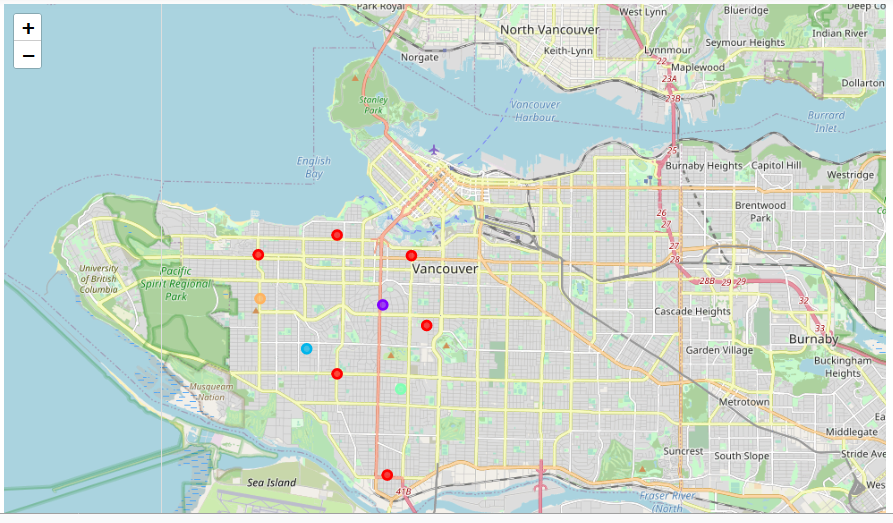 +
−
Park Royal
West Lynn
Blueridge
Deep Co
North Vancouver
Indian River
Keith-Lynn
Lynnmour
Seymour Heights
Norgate
22
Maplewood
23A
Dollarton
Stanley
Park
23B
Vancouver
Harbour
Burrard
Inlet
25
English
Bay
Burnaby Heights
Capitol Hill
Westridge
Brentwood
Park
26
27
27
28
University
of British
Columbia
Pacific
Spirit Regional
Park
Vancouver
28B
29
29
32
Cascade Heights
33
Burnaby
Garden Village
Buckingham
Heights
Musqueam
Nation
Metrotown
Ea
Middlegate
Suncrest
South Slope
Stride Ave
Sea Island
41B
Fraser River
(North
Wes